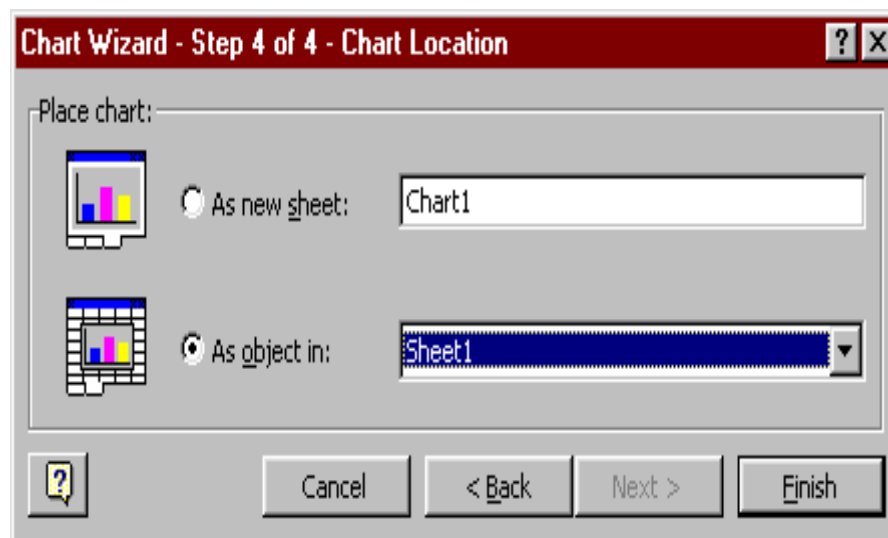 Chart Wizard - Step 4 of 4 - Chart Location ? X
Place chart:
As new sheet: Chart1
As object in: Sheet1
? Cancel < Back Next > Finish